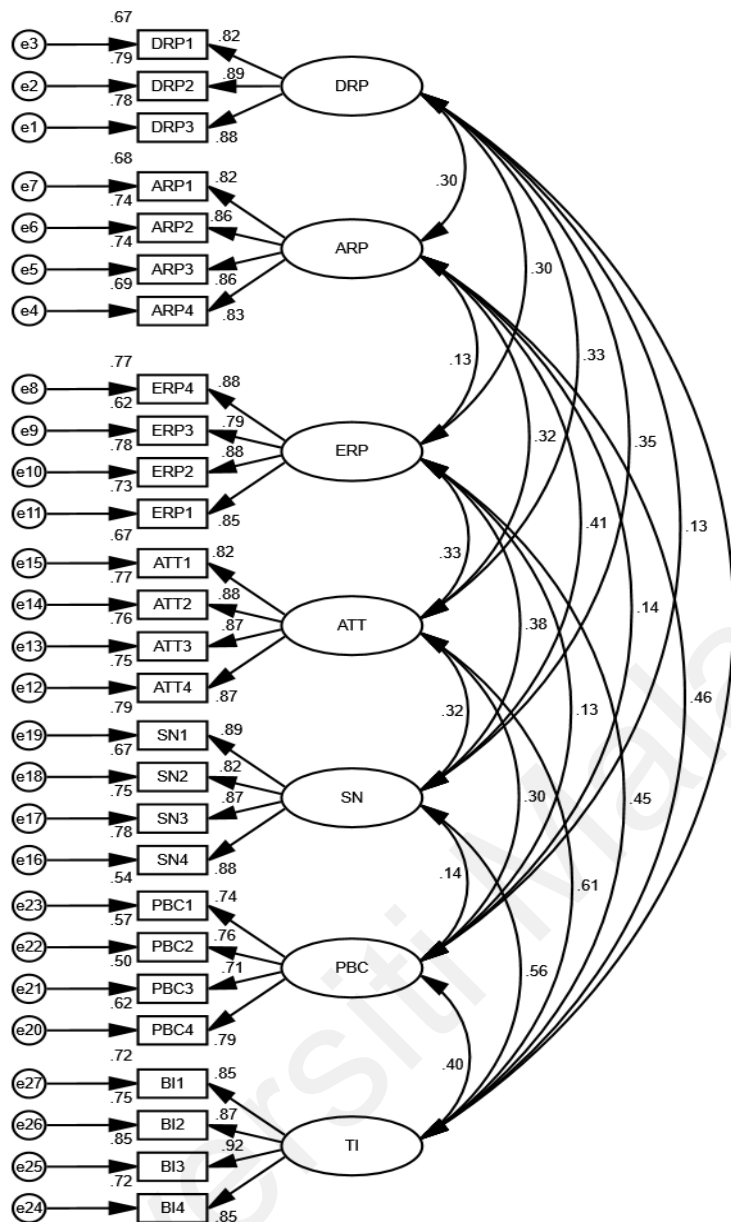 .67
e3 DRP1 .82
.79
e2 DRP2 .89 DRP
.78
e1 DRP3 .88
.30
.68
e7 ARP1 .82
.74
e6 ARP2 .86
.74
ARP
e5 ARP3 .86
.69
e4 ARP4 .83
.30
.13
.33
.77
e8 ERP4 .88
.62
e9 ERP3 .79
.78
ERP
.32
.35
e10 ERP2 .88
.73
e11 ERP1 .85
.41
.13
.67
.33
e15 ATT1 .82
.77
e14 ATT2 .88
.76
ATT
.38
.14
e13 ATT3 .87
.75
e12 ATT4 .87
.79
.32
.13
.46
e19 SN1 .89
.67
e18 SN2 .82
.75
SN
.30
.45
e17 SN3 .87
.78
e16 SN4 .88
.54
.14
.61
e23 PBC1 .74
.57
e22 PBC2 .76
.50
PBC
.56
e21 PBC3 .71
.62
e20 PBC4 .79
.72
.40
e27 BI1 .85
.75
e26 BI2 .87
.85
TI
e25 BI3 .92
.72
e24 BI4 .85
versiti Mala